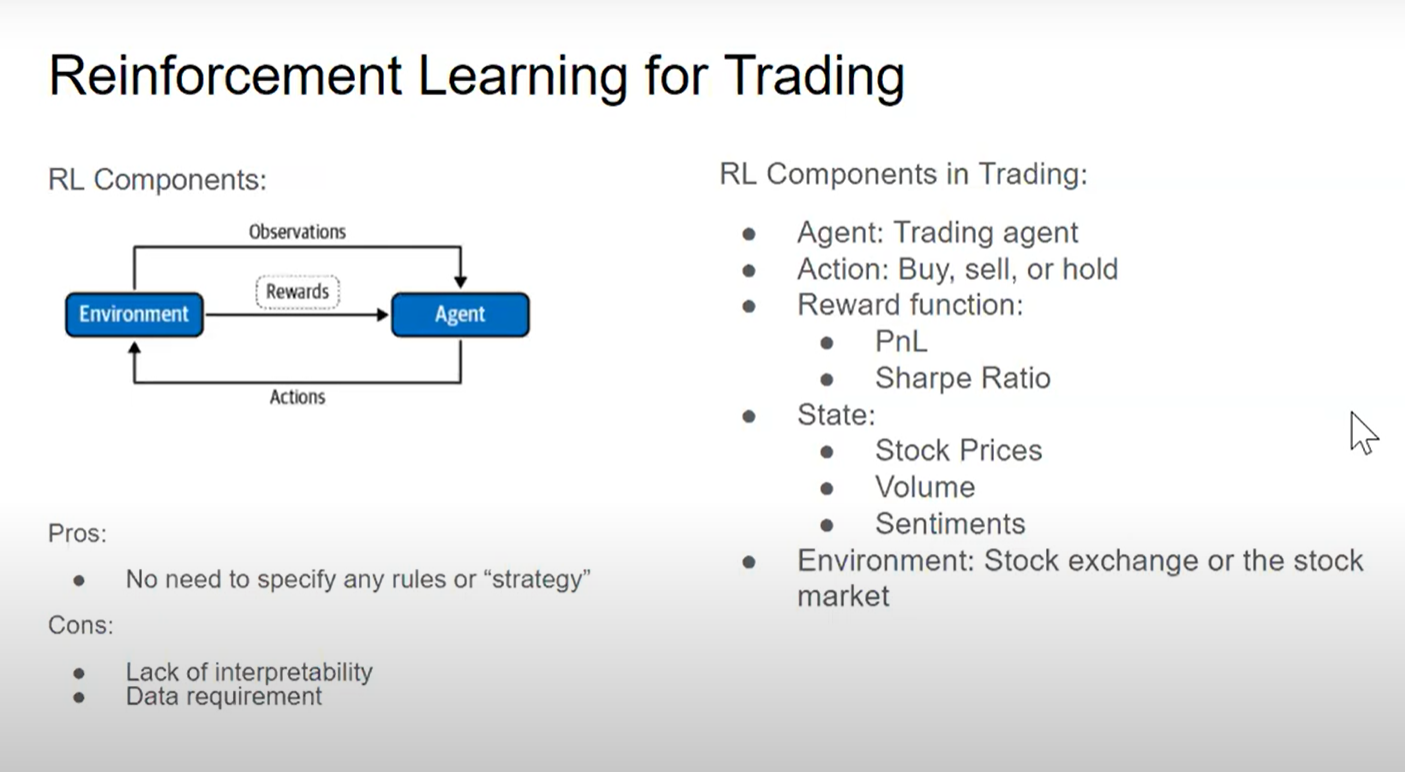 Reinforcement Learning for Trading
RL Components:
Observations
Rewards
Environment
Agent
Actions
Pros:
● No need to specify any rules or “strategy”
Cons:
● Lack of interpretability
● Data requirement
RL Components in Trading:
● Agent: Trading agent
● Action: Buy, sell, or hold
● Reward function:
● PnL
● Sharpe Ratio
● State:
● Stock Prices
● Volume
● Sentiments
● Environment: Stock exchange or the stock
market